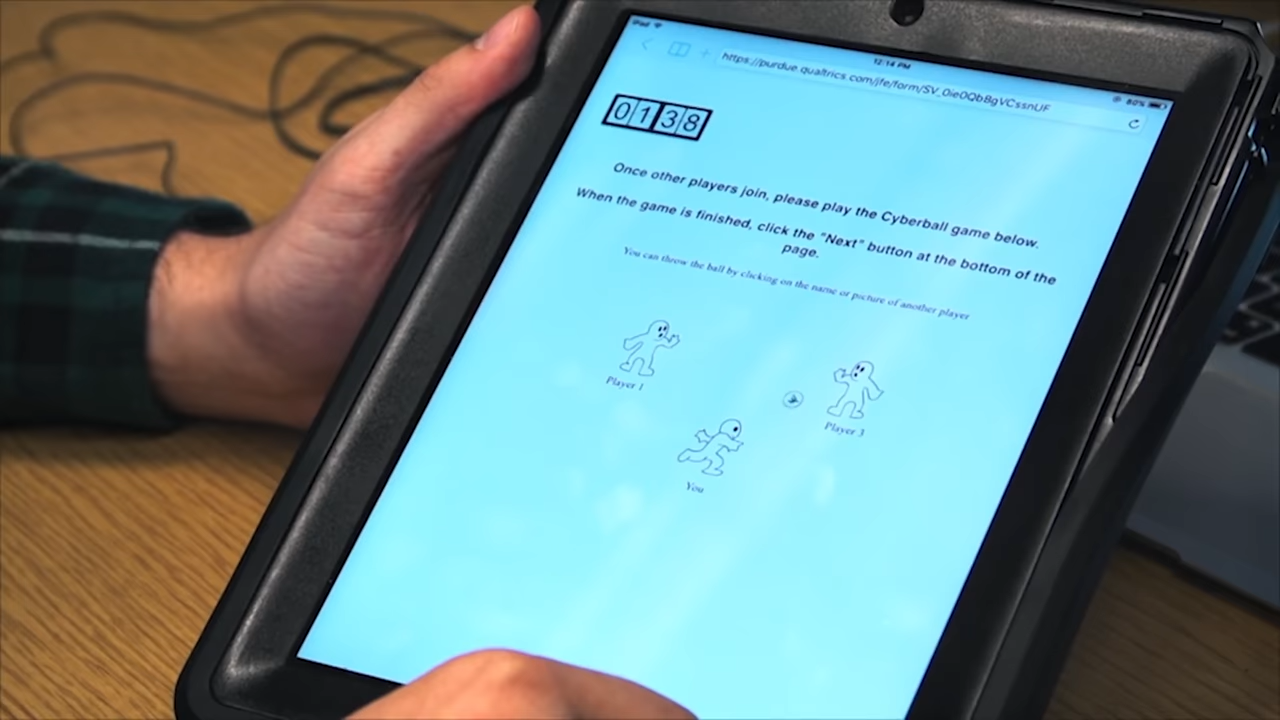 iPad
12:14 PM
80%
https://purdue.qualtrics.com/jfe/form/SV_0ie0QbBgVCssnUF
0138
Once other players join, please play the Cyberball game below.
When the game is finished, click the "Next" button at the bottom of the
page.
You can throw the ball by clicking on the name or picture of another player
Player 1
Player 3
You